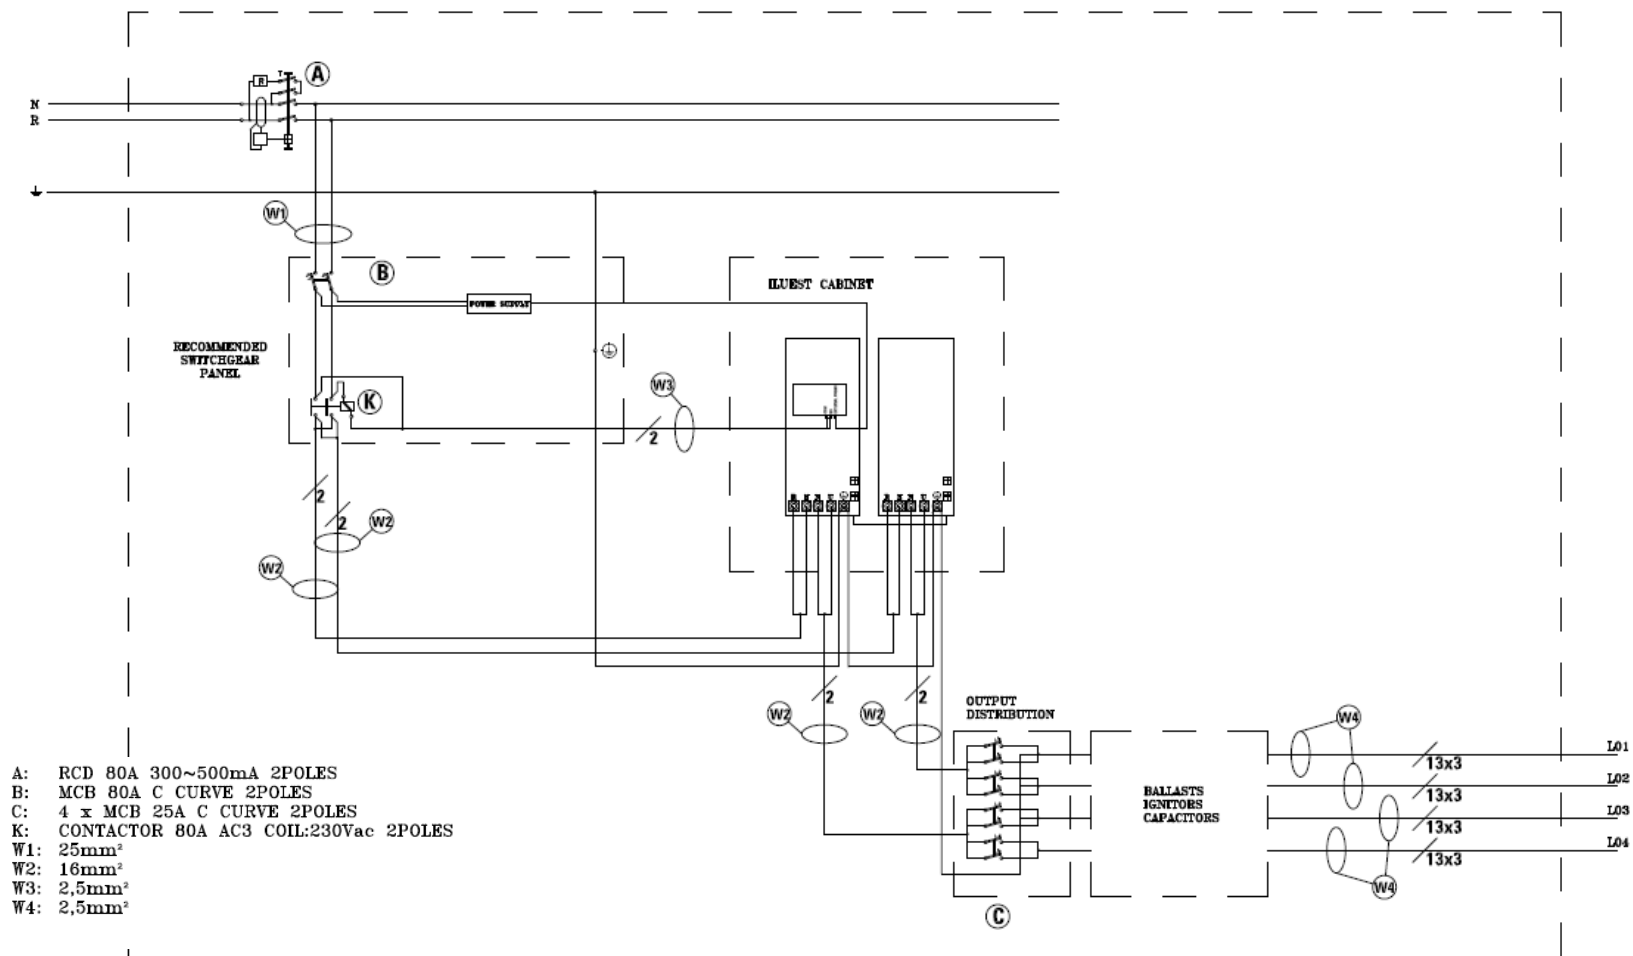 A
R
T
N
R
W1
B
ILUEST CABINET
POWER SUPPLY
RECOMMENDED
SWITCHGEAR
PANEL
K
W3
2
2
2
W2
W2
2
2
W2
W2
OUTPUT
DISTRIBUTION
W4
L01
13x3
L02
13x3
BALLASTS
IGNITORS
CAPACITORS
L03
13x3
L04
13x3
W4
C
A: RCD 80A 300~500mA 2POLES
B: MCB 80A C CURVE 2POLES
C: 4 x MCB 25A C CURVE 2POLES
K: CONTACTOR 80A AC3 COIL:230Vac 2POLES
W1: 25mm²
W2: 16mm²
W3: 2,5mm²
W4: 2,5mm²